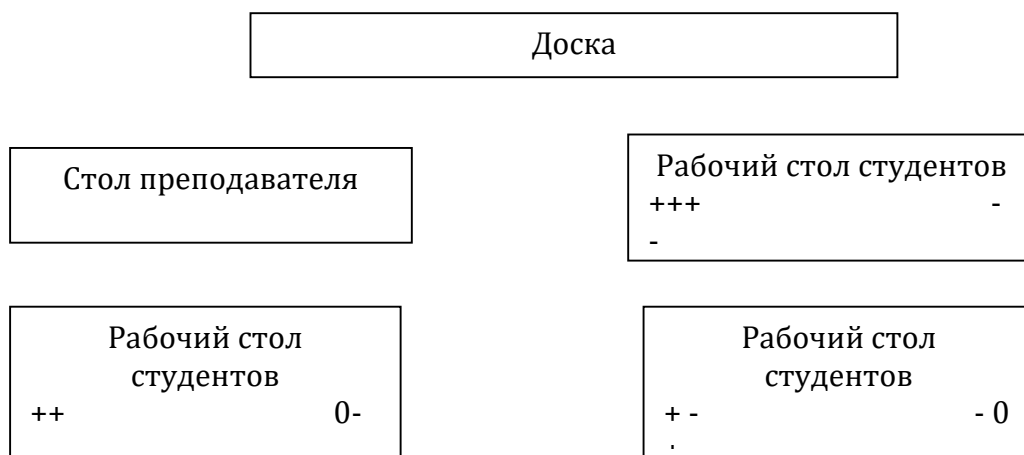 Доска
Стол преподавателя
Рабочий стол студентов
+++ -
-
Рабочий стол
студентов
++ 0-
Рабочий стол
студентов
+ - - 0